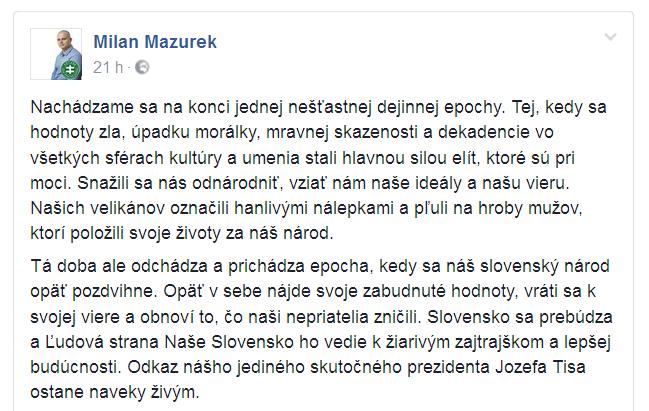 Milan Mazurek
21 h ·
Nachádzame sa na konci jednej nešťastnej dejinnej epochy. Tej, kedy sa
hodnoty zla, úpadku morálky, mravnej skazenosti a dekadencie vo
všetkých sférach kultúry a umenia stali hlavnou silou elít, ktoré sú pri
moci. Snažili sa nás odnárodniť, vziať nám naše ideály a našu vieru.
Našich velikánov označili hanlivými nálepkami a pľuli na hroby mužov,
ktorí položili svoje životy za náš národ.
Tá doba ale odchádza a prichádza epocha, kedy sa náš slovenský národ
opäť pozdvihne. Opäť v sebe nájde svoje zabudnuté hodnoty, vráti sa k
svojej viere a obnoví to, čo naši nepriatelia zničili. Slovensko sa prebúdza
a Ľudová strana Naše Slovensko ho vedie k žiarivým zajtrajškom a lepšej
budúcnosti. Odkaz nášho jediného skutočného prezidenta Jozefa Tisa
ostane naveky živým.